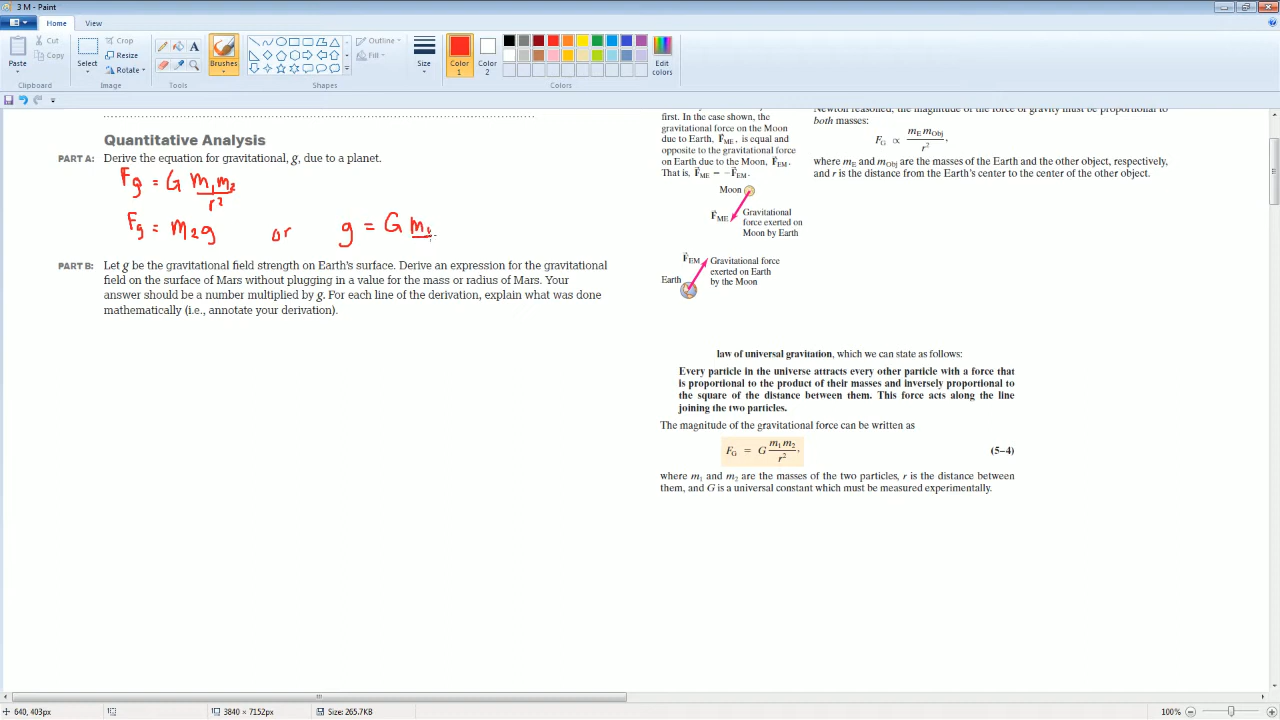 3 M - Paint
Home View
Paste Cut Copy Clipboard
Select Crop Resize Rotate Image
A Tools
Brushes
Shapes Outline Fill
Size
Color 1 Color 2 Edit colors Colors
Quantitative Analysis
PART A: Derive the equation for gravitational, g, due to a planet.
Fg = G m₁m₂ / r²
Fg = m₂g or g = G m₁
PART B: Let g be the gravitational field strength on Earth's surface. Derive an expression for the gravitational
field on the surface of Mars without plugging in a value for the mass or radius of Mars. Your
answer should be a number multiplied by g. For each line of the derivation, explain what was done
mathematically (i.e., annotate your derivation).
first. In the case shown, the
gravitational force on the Moon
due to Earth, F⃗ME, is equal and
opposite to the gravitational force
on Earth due to the Moon, F⃗EM.
That is, F⃗ME = −F⃗EM.
Moon
F⃗ME Gravitational
force exerted on
Moon by Earth
F⃗EM Gravitational force
exerted on Earth
by the Moon
Earth
Newton reasoned, the magnitude of the force of gravity must be proportional to
both masses:
FG ∝ mE mObj / r² ,
where mE and mObj are the masses of the Earth and the other object, respectively,
and r is the distance from the Earth's center to the center of the other object.
law of universal gravitation, which we can state as follows:
Every particle in the universe attracts every other particle with a force that
is proportional to the product of their masses and inversely proportional to
the square of the distance between them. This force acts along the line
joining the two particles.
The magnitude of the gravitational force can be written as
FG = G m₁m₂ / r² , (5–4)
where m₁ and m₂ are the masses of the two particles, r is the distance between
them, and G is a universal constant which must be measured experimentally.
640, 403px 3840 × 7152px Size: 265.7KB 100%